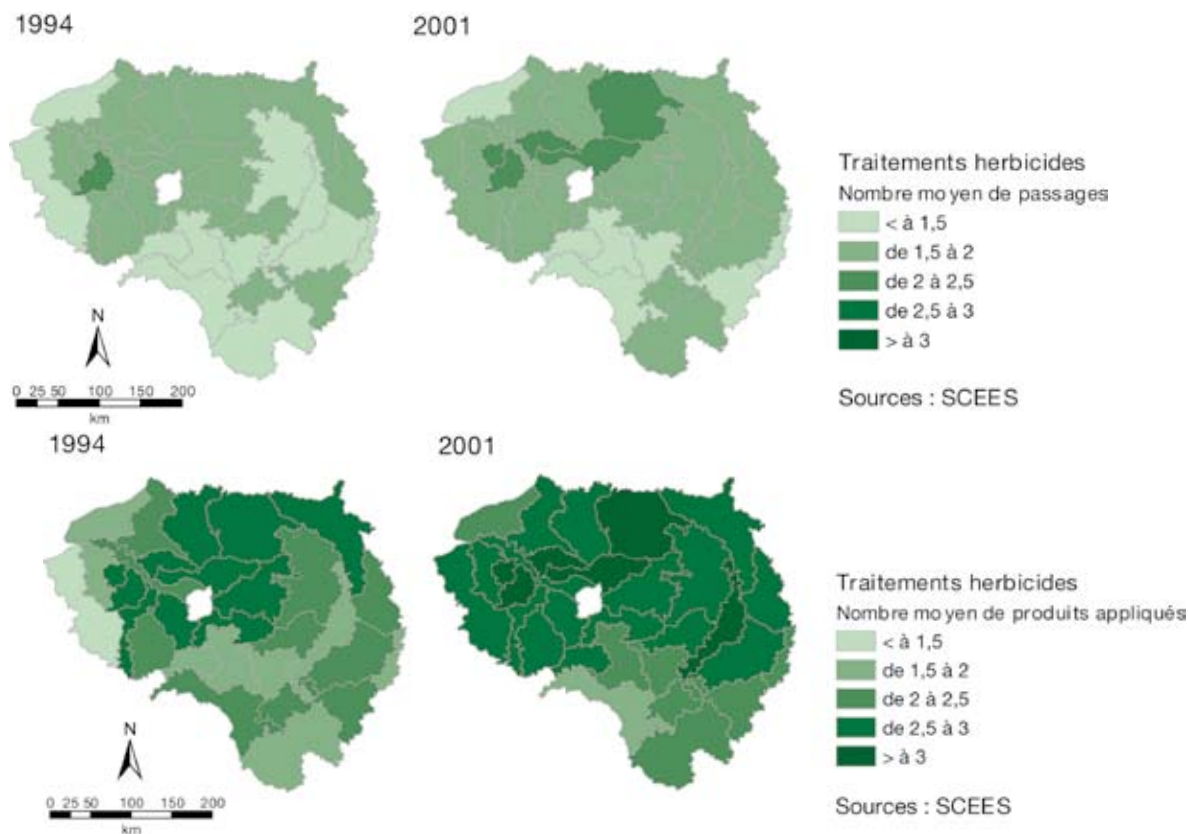 1994
2001
Traitements herbicides
Nombre moyen de passages
< à 1,5
de 1,5 à 2
de 2 à 2,5
de 2,5 à 3
> à 3
Sources : SCEES
N
0 25 50 100 150 200
km
1994
2001
Traitements herbicides
Nombre moyen de produits appliqués
< à 1,5
de 1,5 à 2
de 2 à 2,5
de 2,5 à 3
> à 3
Sources : SCEES
N
0 25 50 100 150 200
km